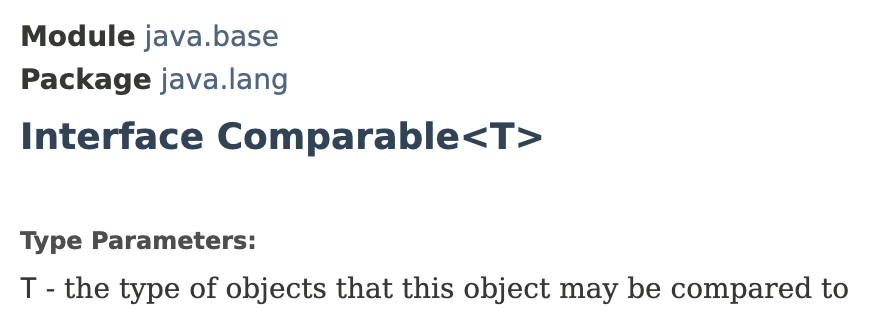 Module java.base
Package java.lang
Interface Comparable<T>
Type Parameters:
T - the type of objects that this object may be compared to